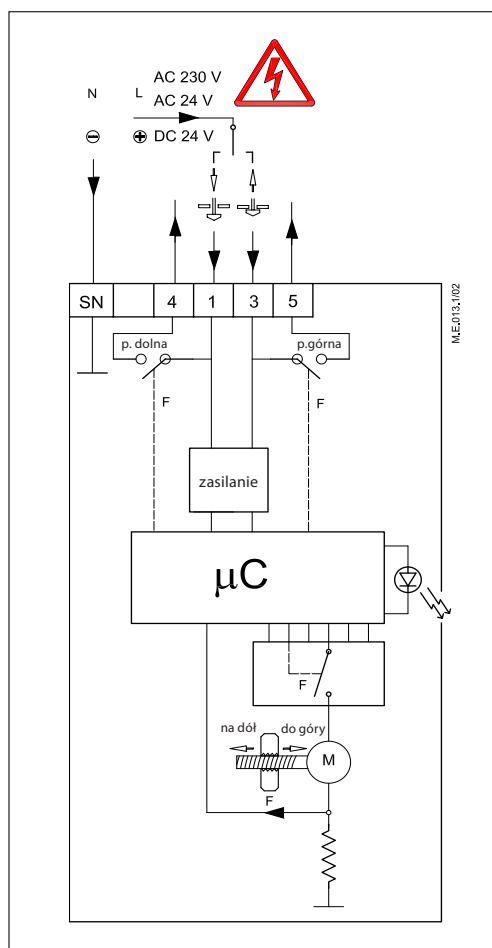 AC 230 V
N L AC 24 V
⊖ ⊕ DC 24 V
M.E.013.1/02
SN 4 1 3 5
p. dolna p.górna
F F
zasilanie
µC
F
na dół do góry
M
F